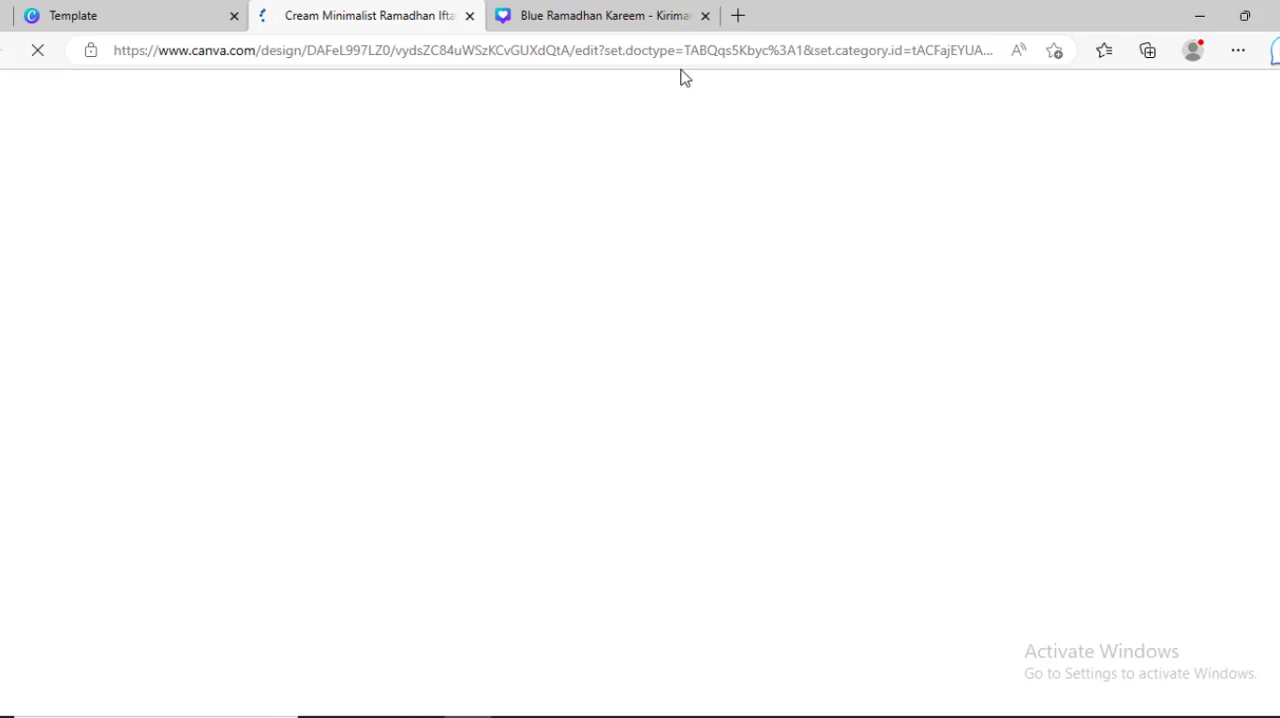 Template
Cream Minimalist Ramadhan Ifta
Blue Ramadhan Kareem - Kirima
https://www.canva.com/design/DAFeL997LZ0/vydsZC84uWSzKCvGUXdQtA/edit?set.doctype=TABQqs5Kbyc%3A1&set.category.id=tACFajEYUA...
Activate Windows
Go to Settings to activate Windows.